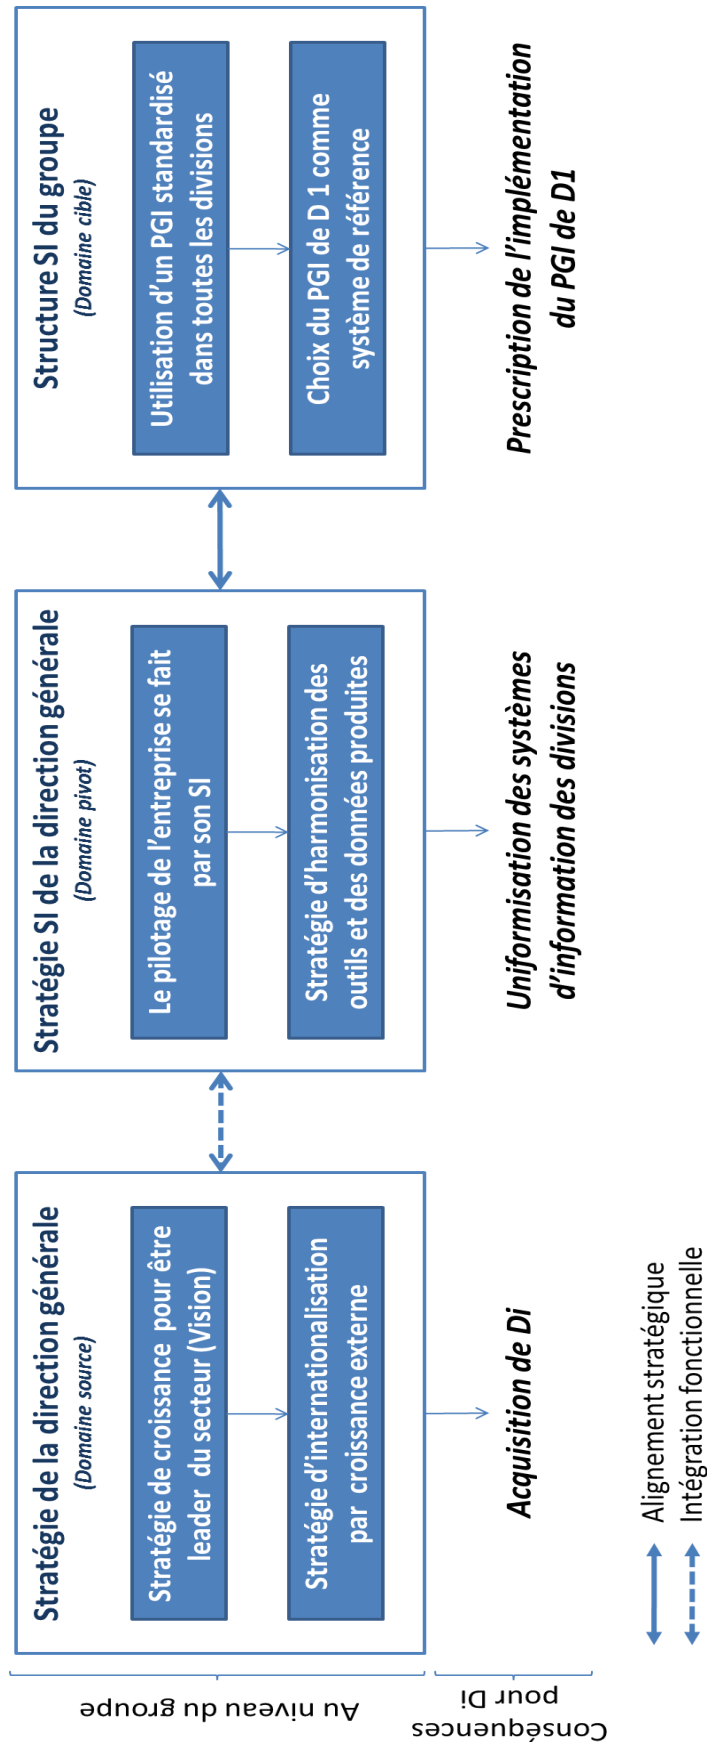 Stratégie de la direction générale
(Domaine source)
Stratégie de croissance pour être
leader du secteur (Vision)
Stratégie d'internationalisation
par croissance externe
Acquisition de Di
Stratégie SI de la direction générale
(Domaine pivot)
Le pilotage de l'entreprise se fait
par son SI
Stratégie d'harmonisation des
outils et des données produites
Uniformisation des systèmes
d'information des divisions
Structure SI du groupe
(Domaine cible)
Utilisation d'un PGI standardisé
dans toutes les divisions
Choix du PGI de D 1 comme
système de référence
Prescription de l'implémentation
du PGI de D1
Au niveau du groupe
Conséquences
pour Di
Alignement stratégique
Intégration fonctionnelle